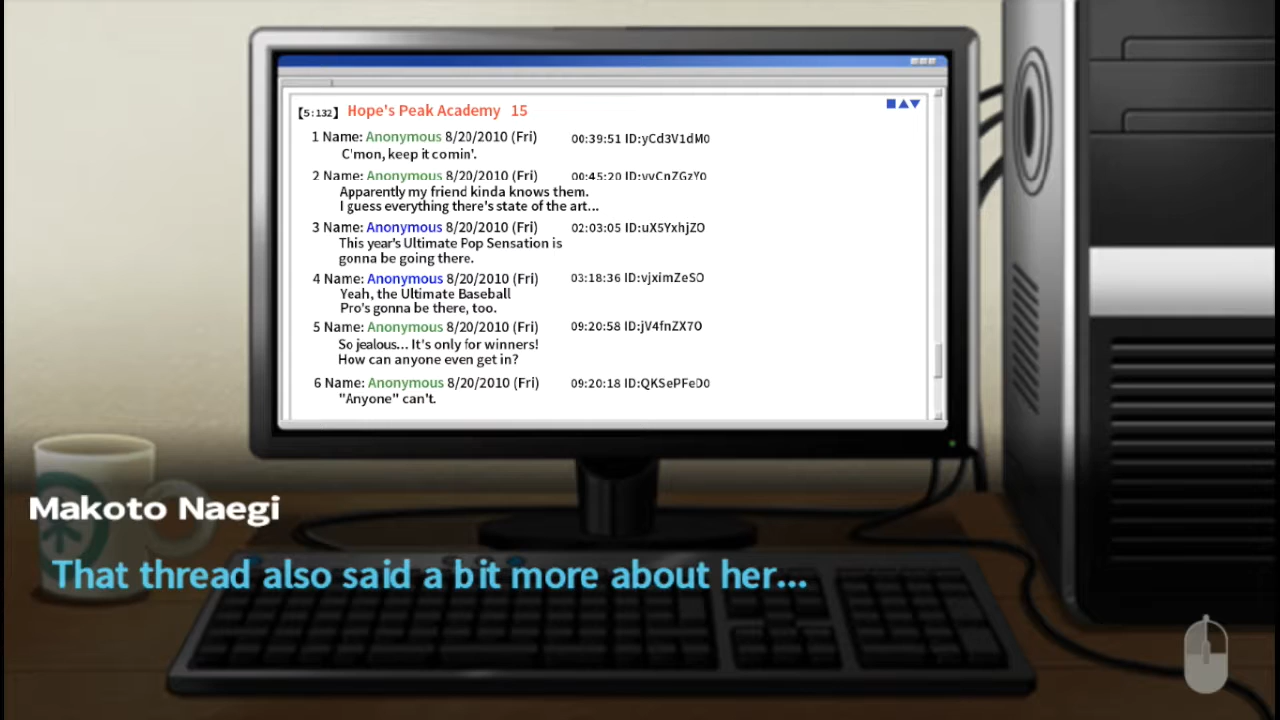 【5:132】 Hope's Peak Academy 15
1 Name: Anonymous 8/20/2010 (Fri) 00:39:51 ID:yCd3V1dM0
C'mon, keep it comin'.
2 Name: Anonymous 8/20/2010 (Fri) 00:45:20 ID:vvCnZGzY0
Apparently my friend kinda knows them.
I guess everything there's state of the art...
3 Name: Anonymous 8/20/2010 (Fri) 02:03:05 ID:uX5YxhjZO
This year's Ultimate Pop Sensation is
gonna be going there.
4 Name: Anonymous 8/20/2010 (Fri) 03:18:36 ID:vjximZeSO
Yeah, the Ultimate Baseball
Pro's gonna be there, too.
5 Name: Anonymous 8/20/2010 (Fri) 09:20:58 ID:jV4fnZX7O
So jealous... It's only for winners!
How can anyone even get in?
6 Name: Anonymous 8/20/2010 (Fri) 09:20:18 ID:QKSePFeD0
"Anyone" can't.
Makoto Naegi
That thread also said a bit more about her...